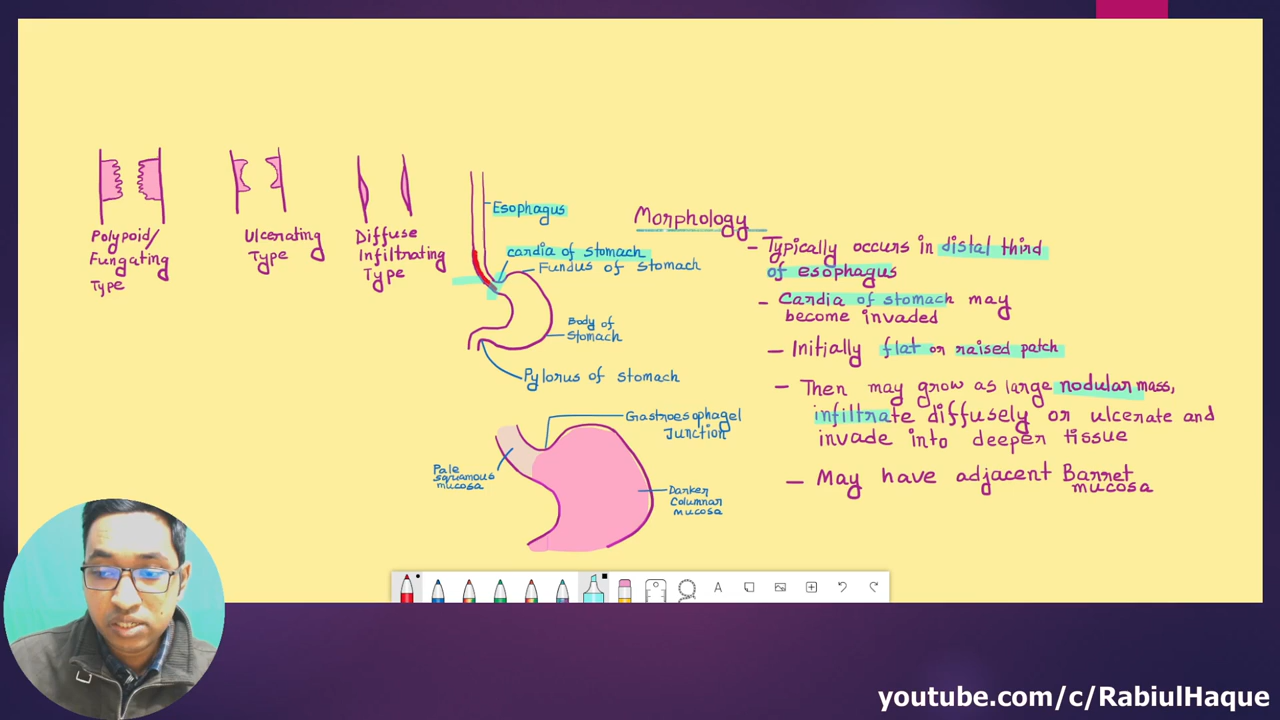 Polypoid/
Fungating
Type
Ulcerating
Type
Diffuse
Infiltrating
Type
Esophagus
cardia of stomach
Fundus of stomach
Body of
stomach
Pylorus of stomach
Gastroesophagel
Junction
Pale
squamous
mucosa
Darker
Columnar
mucosa
Morphology
- Typically occurs in distal third
of esophagus
- Cardia of stomach may
become invaded
- Initially flat or raised patch
- Then may grow as large nodular mass,
infiltrate diffusely or ulcerate and
invade into deeper tissue
- May have adjacent Barret
mucosa
A
youtube.com/c/RabiulHaque